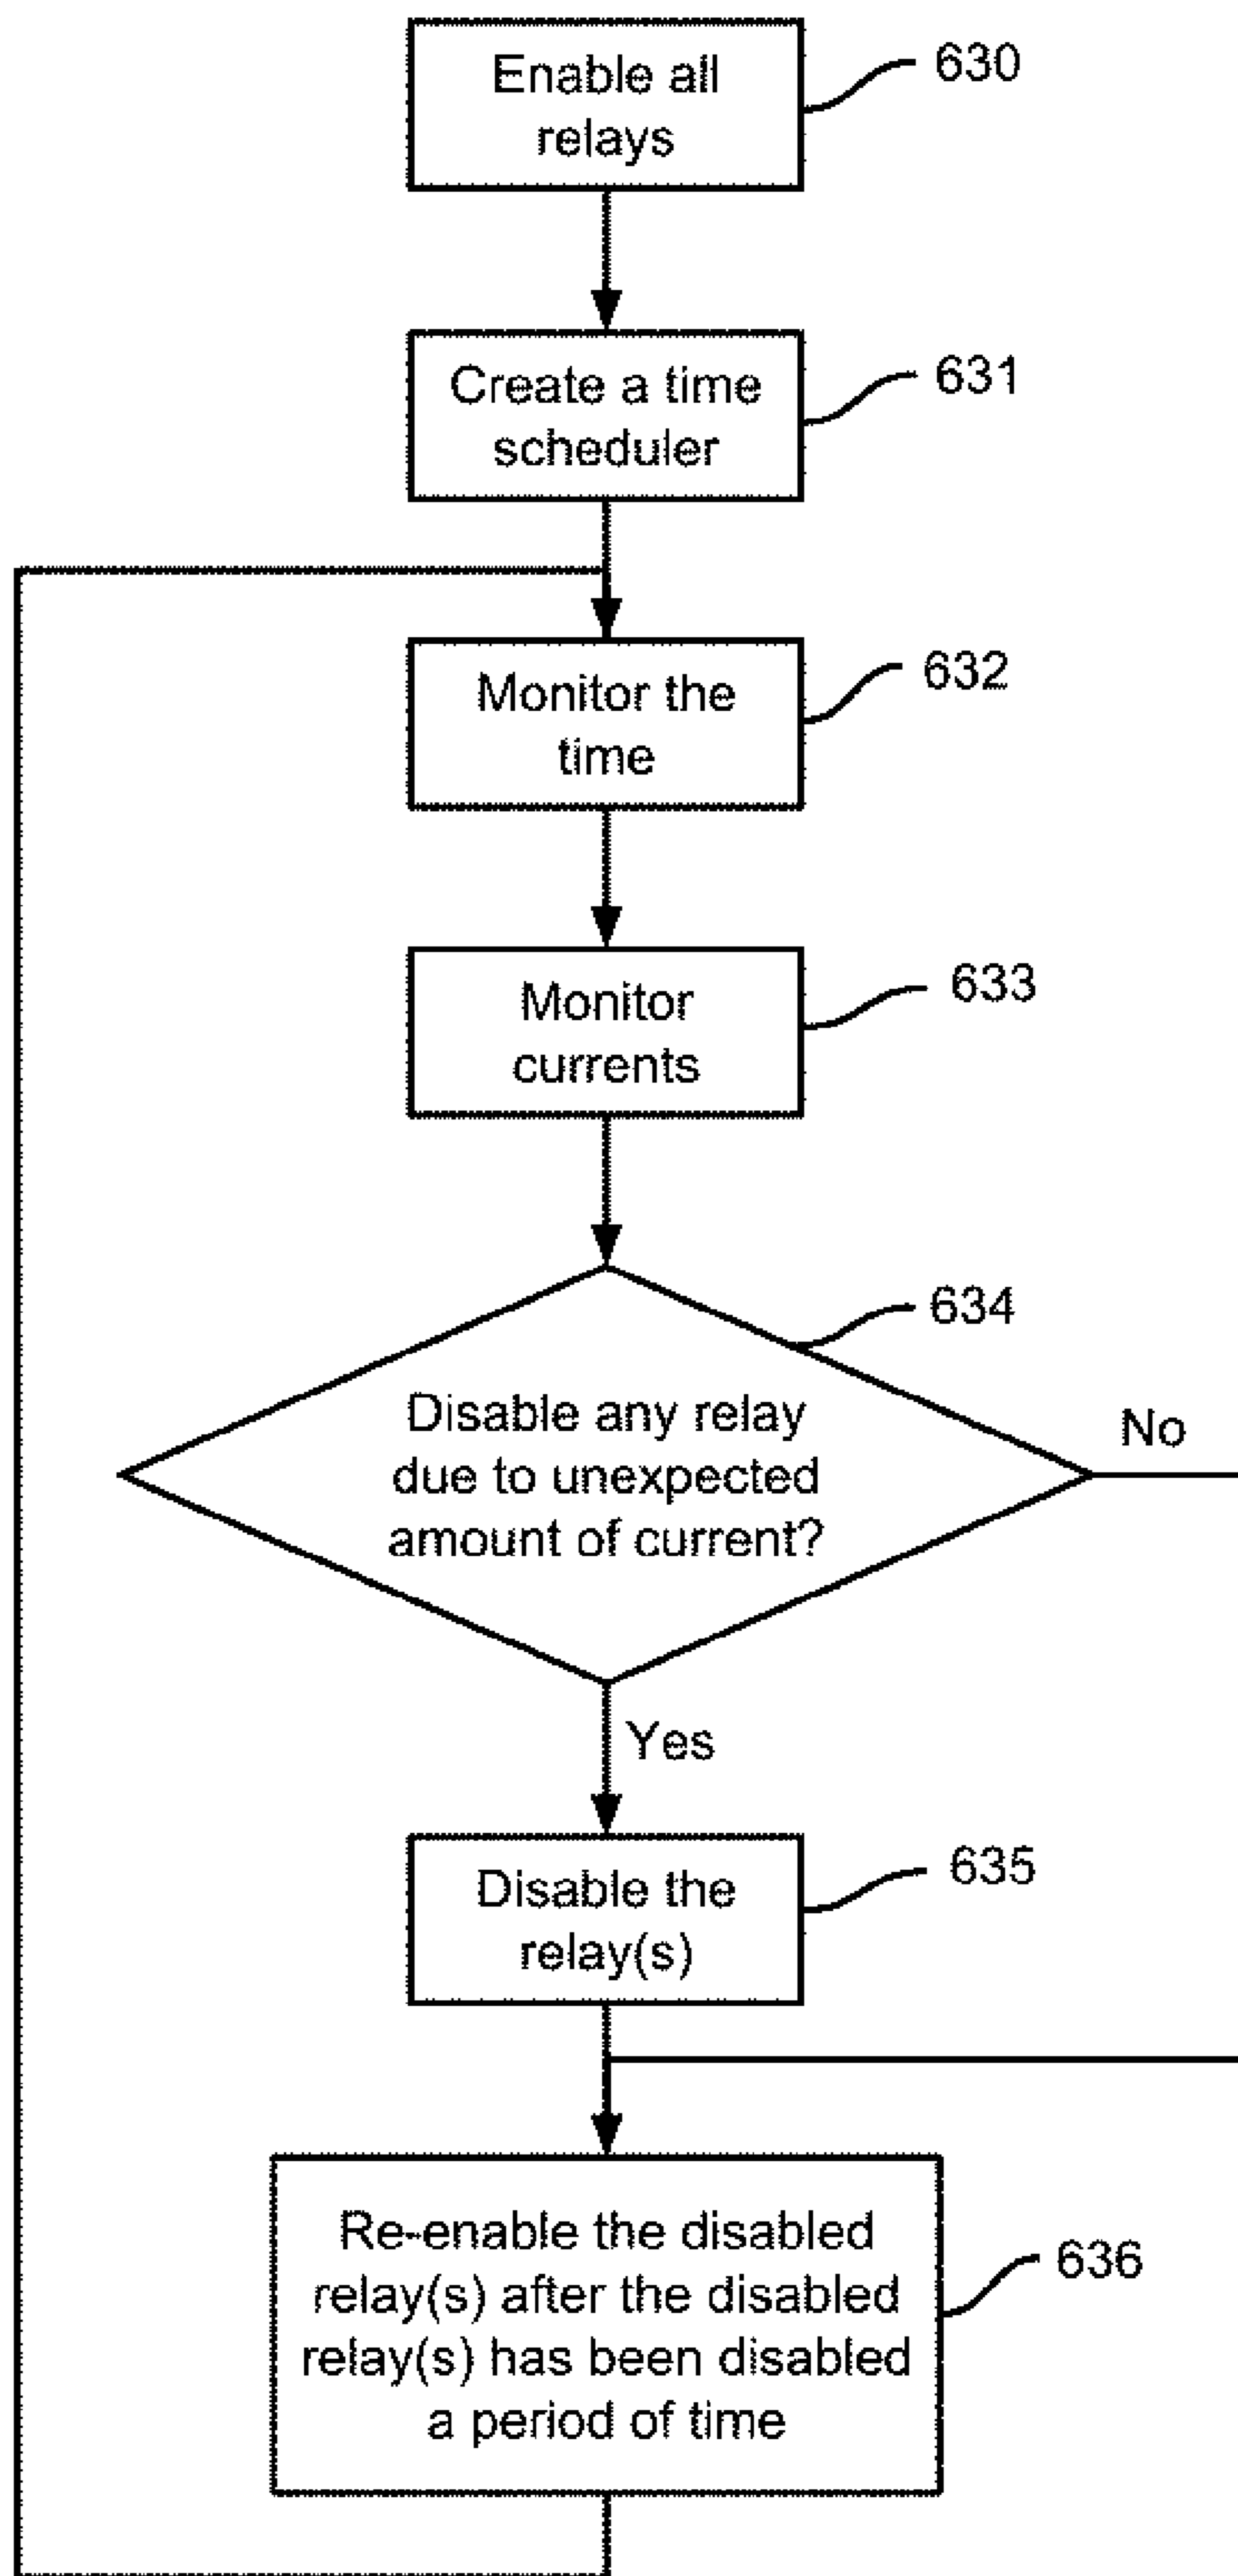 Enable all
relays
630
Create a time
scheduler
631
Monitor the
time
632
Monitor
currents
633
634
Disable any relay
due to unexpected
amount of current?
No
Yes
Disable the
relay(s)
635
Re-enable the disabled
relay(s) after the disabled
relay(s) has been disabled
a period of time
636